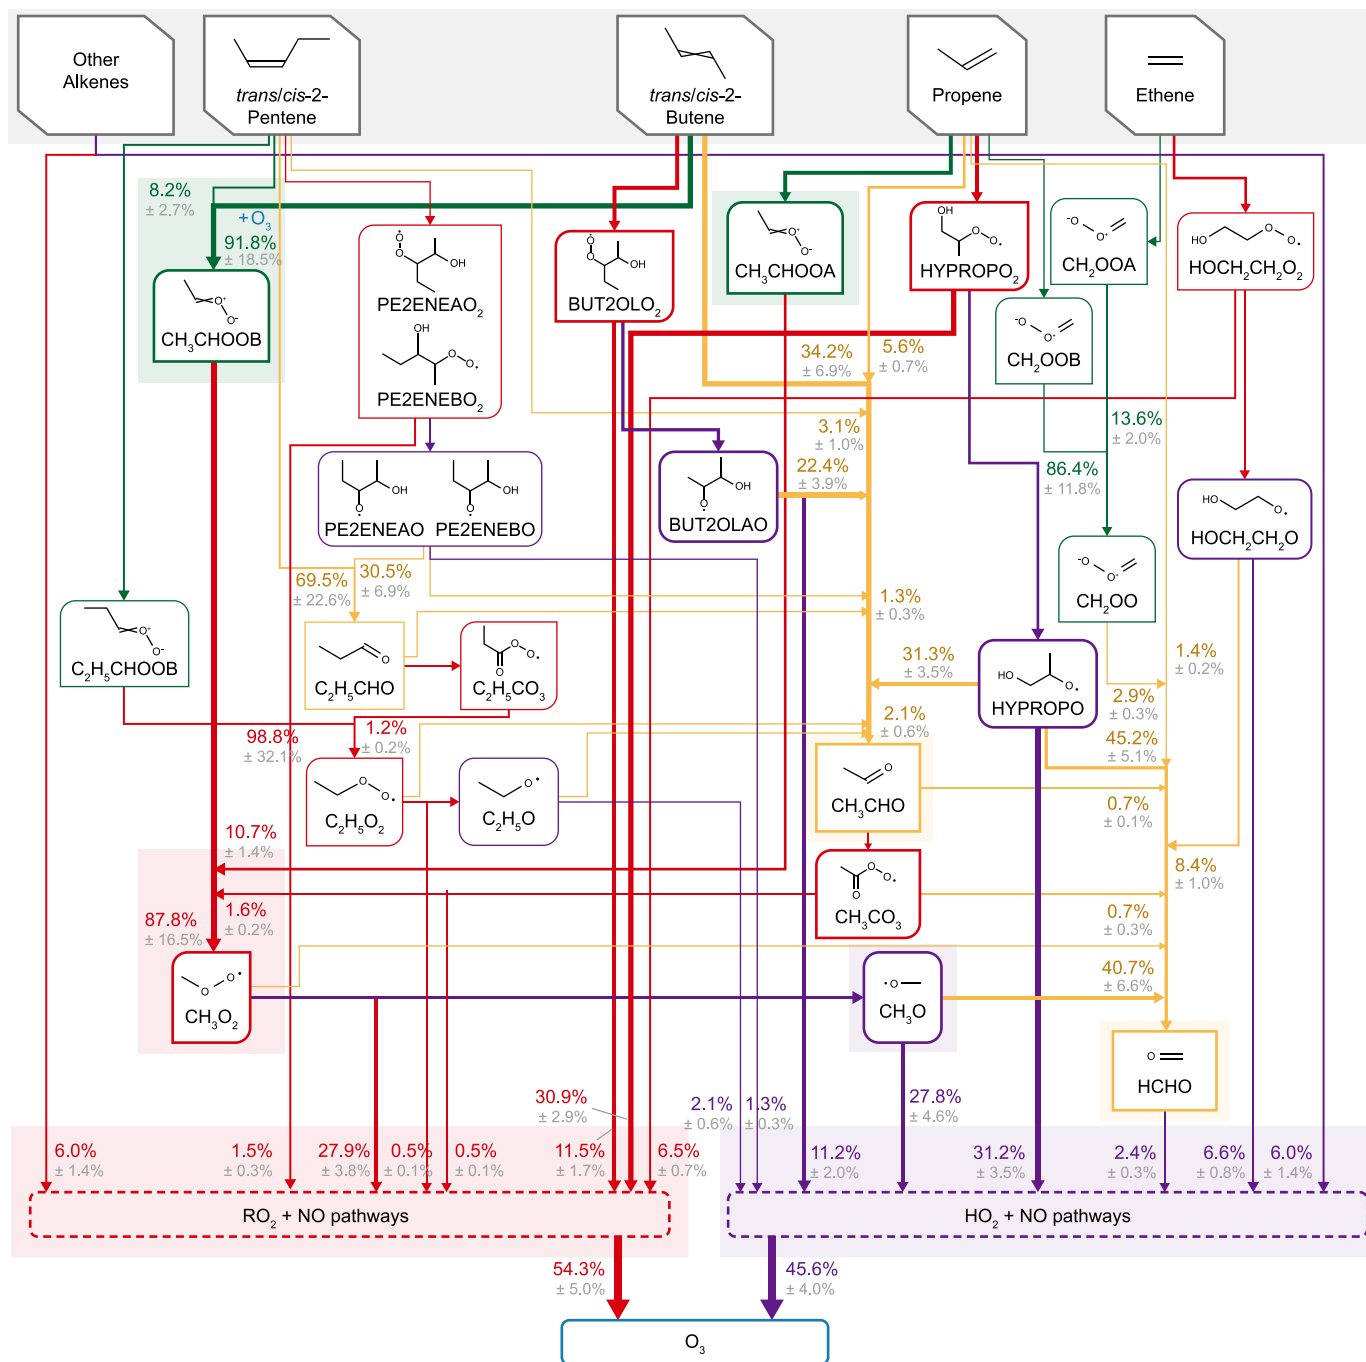 Other
Alkenes
trans/cis-2-
Pentene
trans/cis-2-
Butene
Propene
Ethene
8.2%
± 2.7%
+O₃
91.8%
± 18.5%
O⁺
O⁻
CH₃CHOOB
Ȯ
O
OH
PE2ENEAO₂
OH
O
O•
PE2ENEBO₂
Ȯ
O
OH
BUT2OLO₂
O⁺
O⁻
CH₃CHOOA
OH
O
O•
HYPROPO₂
⁻O
O⁺
CH₂OOA
HO
O
O•
HOCH₂CH₂O₂
⁻O
O⁺
CH₂OOB
34.2%
± 6.9%
5.6%
± 0.7%
3.1%
± 1.0%
22.4%
± 3.9%
13.6%
± 2.0%
86.4%
± 11.8%
OH
O•
OH
O•
PE2ENEAO PE2ENEBO
OH
O•
BUT2OLAO
HO
O•
HOCH₂CH₂O
⁻O
O⁺
CH₂OO
69.5%
± 22.6%
30.5%
± 6.9%
1.3%
± 0.3%
O⁺
O⁻
C₂H₅CHOOB
O
C₂H₅CHO
O
O•
O
C₂H₅CO₃
31.3%
± 3.5%
HO
O•
HYPROPO
1.4%
± 0.2%
2.9%
± 0.3%
45.2%
± 5.1%
98.8%
± 32.1%
1.2%
± 0.2%
2.1%
± 0.6%
O
O•
C₂H₅O₂
O•
C₂H₅O
O
CH₃CHO
0.7%
± 0.1%
10.7%
± 1.4%
8.4%
± 1.0%
O
O•
O
CH₃CO₃
87.8%
± 16.5%
1.6%
± 0.2%
0.7%
± 0.3%
O
O•
CH₃O₂
•O
CH₃O
40.7%
± 6.6%
O
HCHO
30.9%
± 2.9%
2.1%
± 0.6%
1.3%
± 0.3%
27.8%
± 4.6%
6.0%
± 1.4%
1.5%
± 0.3%
27.9%
± 3.8%
0.5%
± 0.1%
0.5%
± 0.1%
11.5%
± 1.7%
6.5%
± 0.7%
11.2%
± 2.0%
31.2%
± 3.5%
2.4%
± 0.3%
6.6%
± 0.8%
6.0%
± 1.4%
RO₂ + NO pathways
HO₂ + NO pathways
54.3%
± 5.0%
45.6%
± 4.0%
O₃